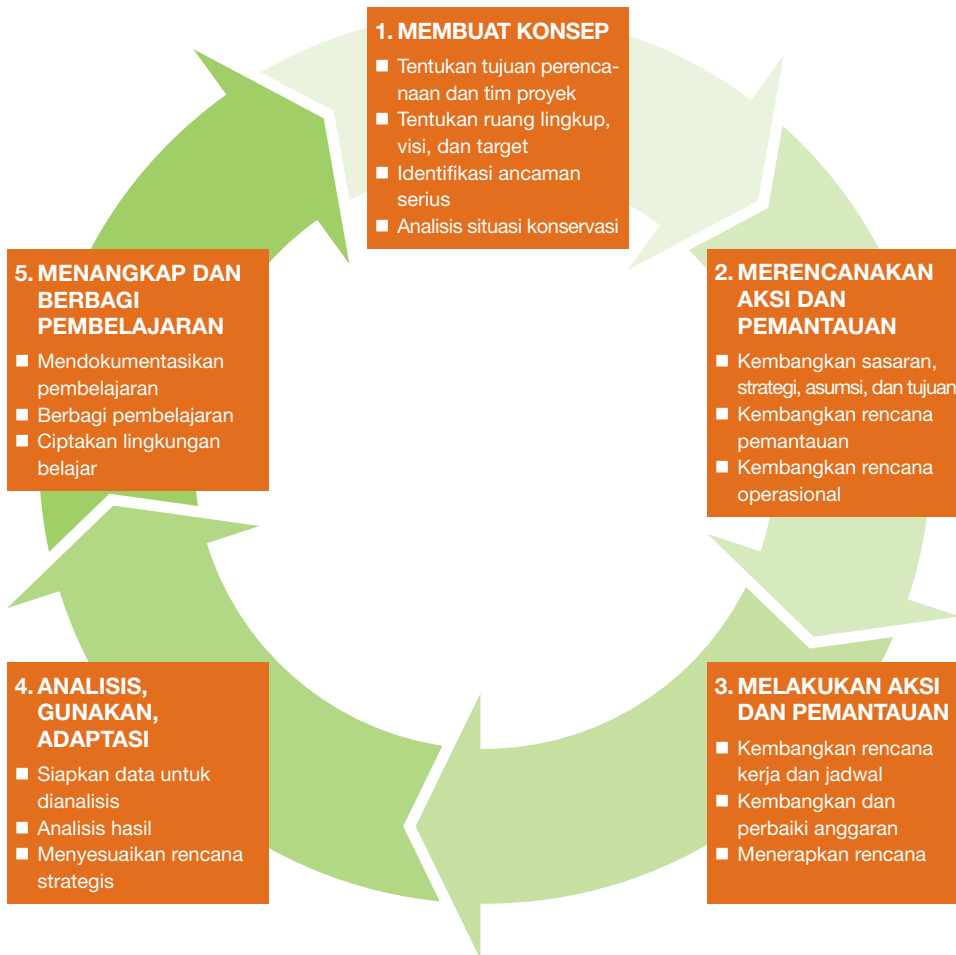 1. MEMBUAT KONSEP
Tentukan tujuan perenca-
naan dan tim proyek
Tentukan ruang lingkup,
visi, dan target
Identifikasi ancaman
serius
Analisis situasi konservasi
2. MERENCANAKAN
AKSI DAN
PEMANTAUAN
Kembangkan sasaran,
strategi, asumsi, dan tujuan
Kembangkan rencana
pemantauan
Kembangkan rencana
operasional
3. MELAKUKAN AKSI
DAN PEMANTAUAN
Kembangkan rencana
kerja dan jadwal
Kembangkan dan
perbaiki anggaran
Menerapkan rencana
4. ANALISIS,
GUNAKAN,
ADAPTASI
Siapkan data untuk
dianalisis
Analisis hasil
Menyesuaikan rencana
strategis
5. MENANGKAP DAN
BERBAGI
PEMBELAJARAN
Mendokumentasikan
pembelajaran
Berbagi pembelajaran
Ciptakan lingkungan
belajar